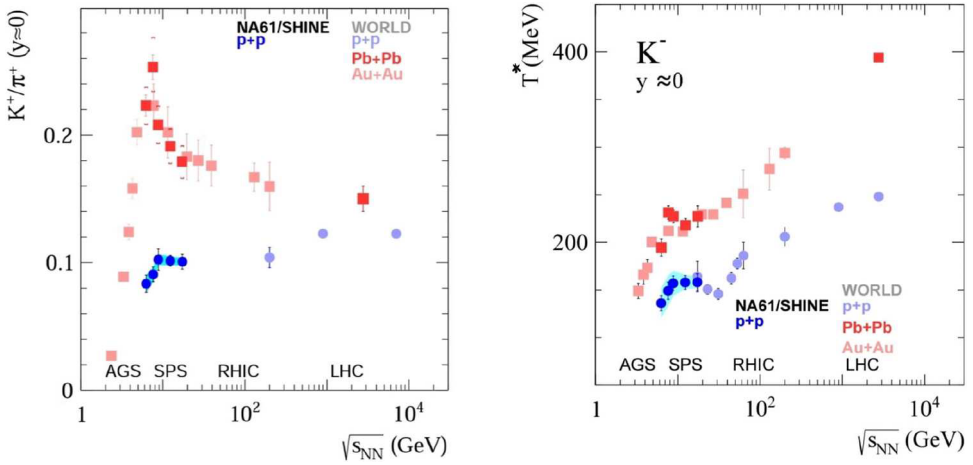 K⁺/π⁺ (y≈0)
NA61/SHINE
p+p
WORLD
p+p
Pb+Pb
Au+Au
0.2
0.1
0
AGS SPS RHIC LHC
1 10² 10⁴
√s_NN (GeV)
T* (MeV)
K⁻
y ≈0
400
200
NA61/SHINE
p+p
WORLD
p+p
Pb+Pb
Au+Au
AGS SPS RHIC LHC
1 10² 10⁴
√s_NN (GeV)